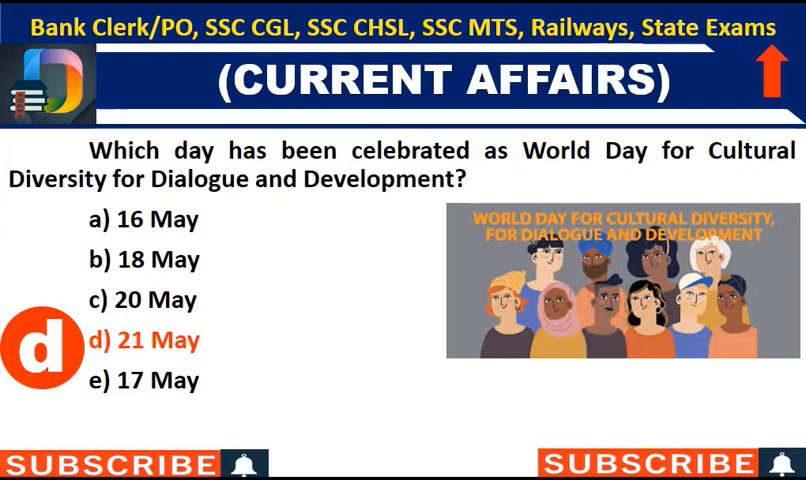 Bank Clerk/PO, SSC CGL, SSC CHSL, SSC MTS, Railways, State Exams
(CURRENT AFFAIRS)
Which day has been celebrated as World Day for Cultural
Diversity for Dialogue and Development?
a) 16 May
b) 18 May
c) 20 May
d
d) 21 May
e) 17 May
WORLD DAY FOR CULTURAL DIVERSITY,
FOR DIALOGUE AND DEVELOPMENT
SUBSCRIBE
SUBSCRIBE